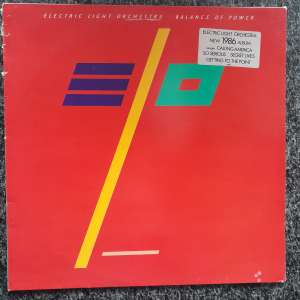 ELECTRIC LIGHT ORCHESTRA BALANCE OF POWER
ELECTRIC LIGHT ORCHESTRA
NEW 1986 ALBUM
CALLING AMERICA
SO SERIOUS SECRET LIVES
GETTING TO THE POINT